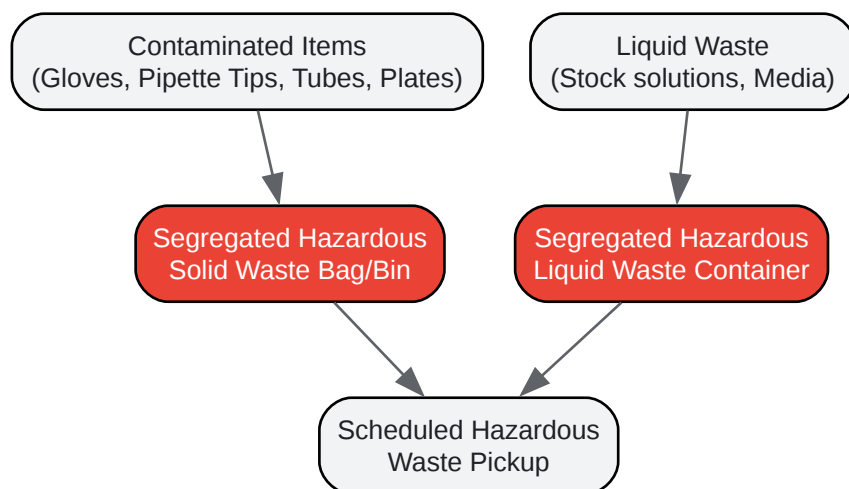 Contaminated Items
(Gloves, Pipette Tips, Tubes, Plates)
Liquid Waste
(Stock solutions, Media)
Segregated Hazardous
Solid Waste Bag/Bin
Segregated Hazardous
Liquid Waste Container
Scheduled Hazardous
Waste Pickup